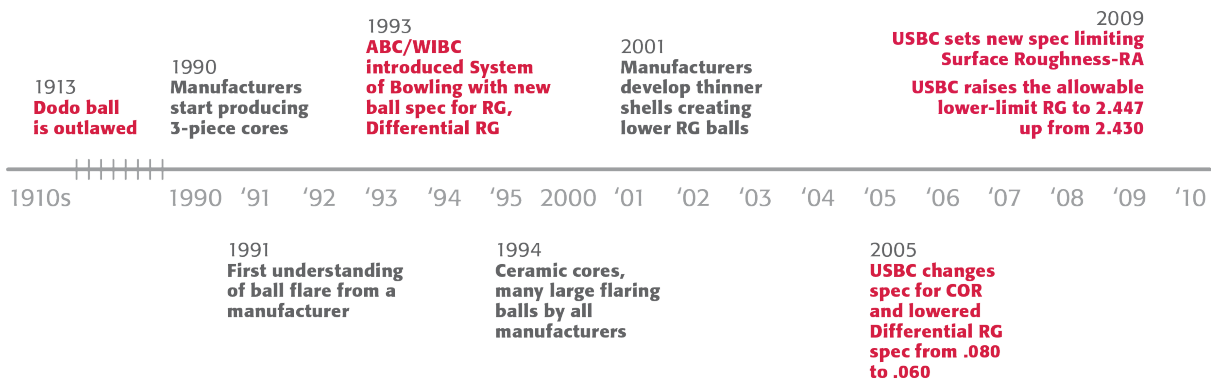 1913
Dodo ball
is outlawed
1990
Manufacturers
start producing
3-piece cores
1993
ABC/WIBC
introduced System
of Bowling with new
ball spec for RG,
Differential RG
2001
Manufacturers
develop thinner
shells creating
lower RG balls
2009
USBC sets new spec limiting
Surface Roughness-RA
USBC raises the allowable
lower-limit RG to 2.447
up from 2.430
1910s 1990 ‘91 ‘92 ‘93 ‘94 ‘95 2000 ‘01 ‘02 ‘03 ‘04 ‘05 ‘06 ‘07 ‘08 ‘09 ‘10
1991
First understanding
of ball flare from a
manufacturer
1994
Ceramic cores,
many large flaring
balls by all
manufacturers
2005
USBC changes
spec for COR
and lowered
Differential RG
spec from .080
to .060